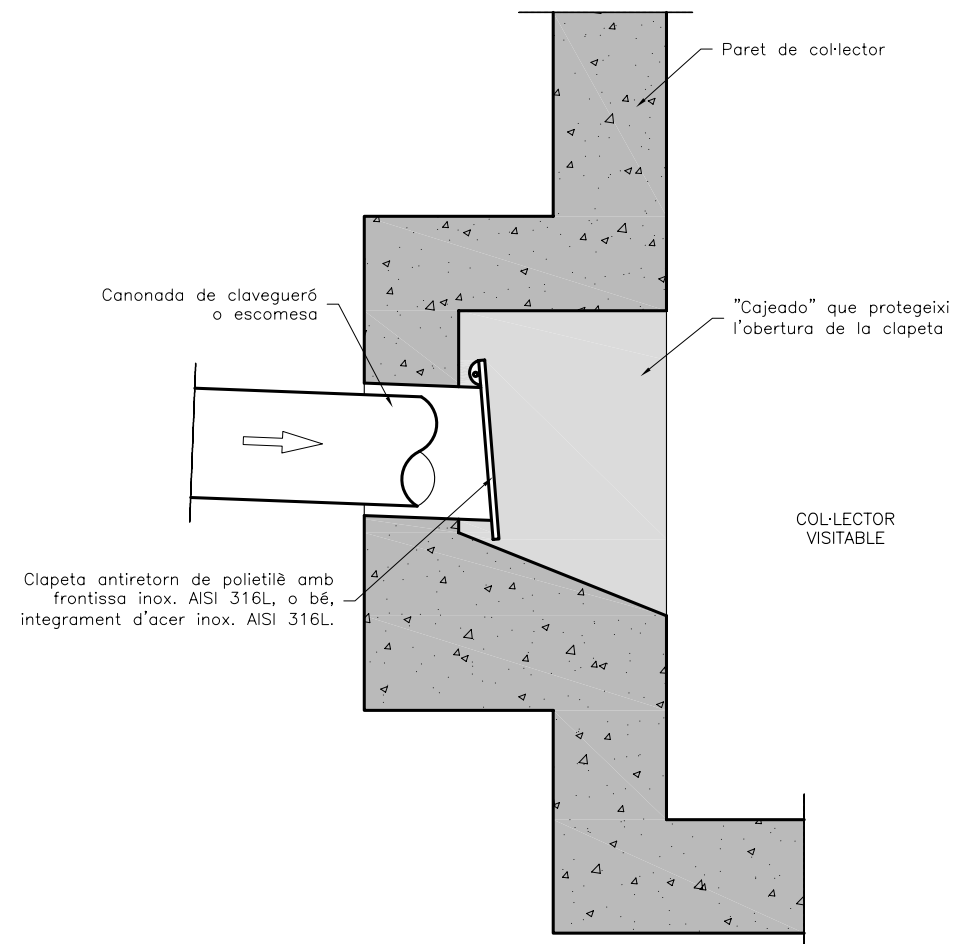 Paret de col·lector
Canonada de clavegueró
o escomesa
"Cajeado" que protegeixi
l'obertura de la clapeta
COL·LECTOR
VISITABLE
Clapeta antiretorn de polietilè amb
frontissa inox. AISI 316L, o bé,
integrament d'acer inox. AISI 316L.